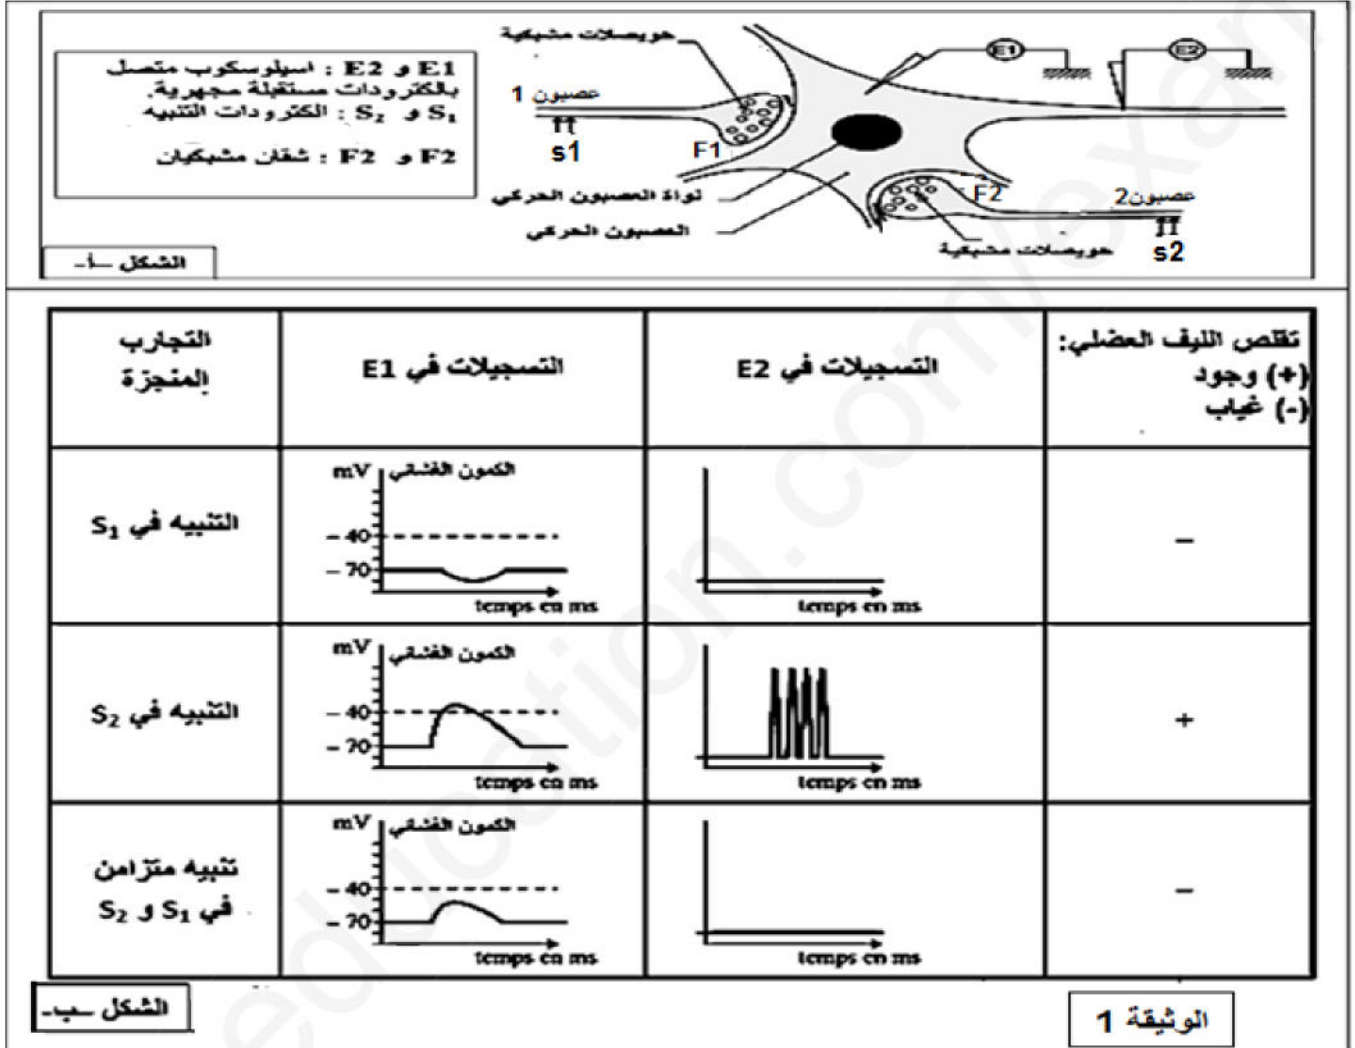 E1 و E2 : اسيلوسكوب متصل
بالكترودات مستقبلة مجهرية.
S₁ و S₂ : الكترودات التنبيه
F2 و F2 : شقان مشبكيان
حويصلات مشبكية
عصبون 1
s1
F1
E1
E2
نواة العصبون الحركي
العصبون الحركي
F2
عصبون2
s2
حويصلات مشبكية
الشكل –أ-
التجارب
المنجزة
التسجيلات في E1
التسجيلات في E2
تقلص الليف العضلي:
(+) وجود
(-) غياب
التنبيه في S₁
mV
الكمون الغشائي
– 40
– 70
temps en ms
temps en ms
–
التنبيه في S₂
mV
الكمون الغشائي
– 40
– 70
temps en ms
temps en ms
+
تنبيه متزامن
في S₁ و S₂
mV
الكمون الغشائي
– 40
– 70
temps en ms
temps en ms
–
الشكل –ب-
الوثيقة 1
education.com/exam